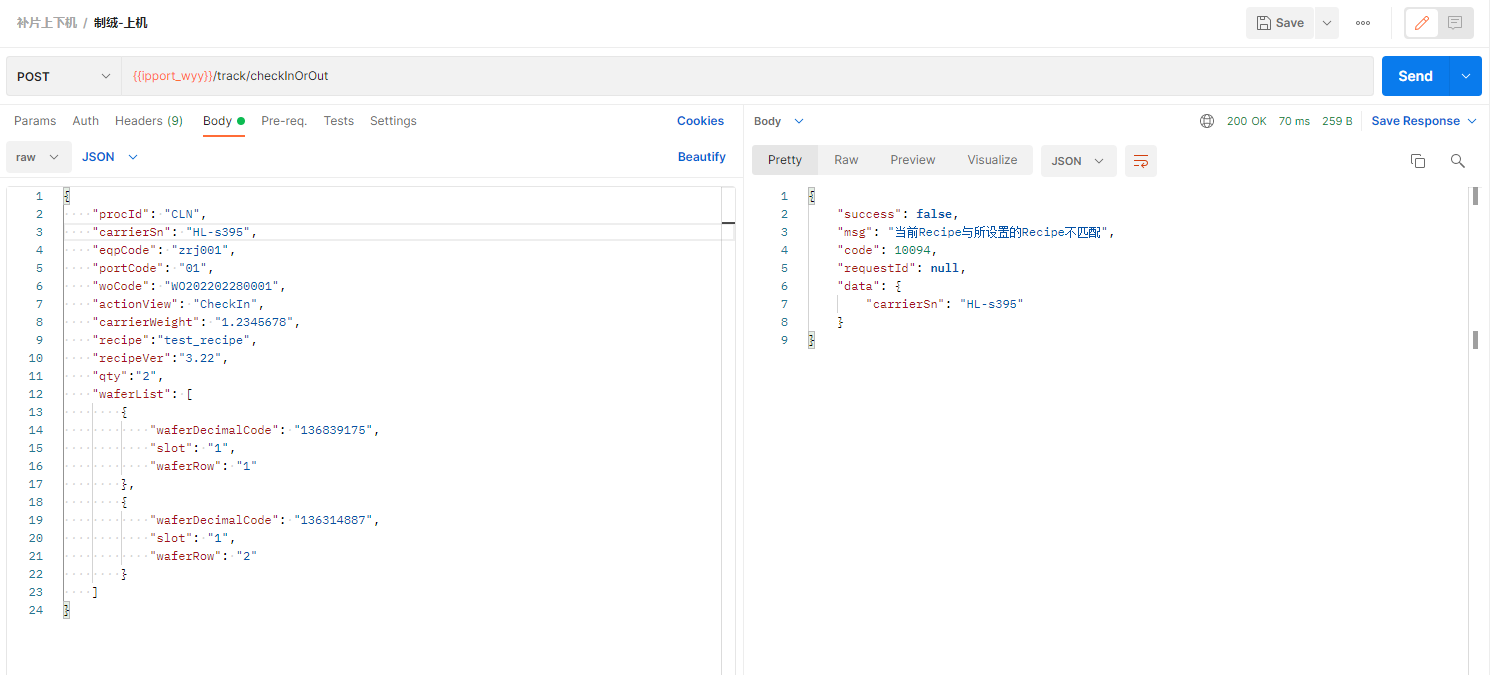 补片上下机 / 制绒-上机
Save
POST
{{ipport_wyy}}/track/checkInOrOut
Send
Params Auth Headers (9) Body Pre-req. Tests Settings Cookies
raw JSON Beautify
1 {
2 "procId": "CLN",
3 "carrierSn": "HL-s395",
4 "eqpCode": "zrj001",
5 "portCode": "01",
6 "woCode": "WO202202280001",
7 "actionView": "CheckIn",
8 "carrierWeight": "1.2345678",
9 "recipe":"test_recipe",
10 "recipeVer":"3.22",
11 "qty":"2",
12 "waferList": [
13 {
14 "waferDecimalCode": "136839175",
15 "slot": "1",
16 "waferRow": "1"
17 },
18 {
19 "waferDecimalCode": "136314887",
20 "slot": "1",
21 "waferRow": "2"
22 }
23 ]
24 }
Body 200 OK 70 ms 259 B Save Response
Pretty Raw Preview Visualize JSON
1 {
2 "success": false,
3 "msg": "当前Recipe与所设置的Recipe不匹配",
4 "code": 10094,
5 "requestId": null,
6 "data": {
7 "carrierSn": "HL-s395"
8 }
9 }